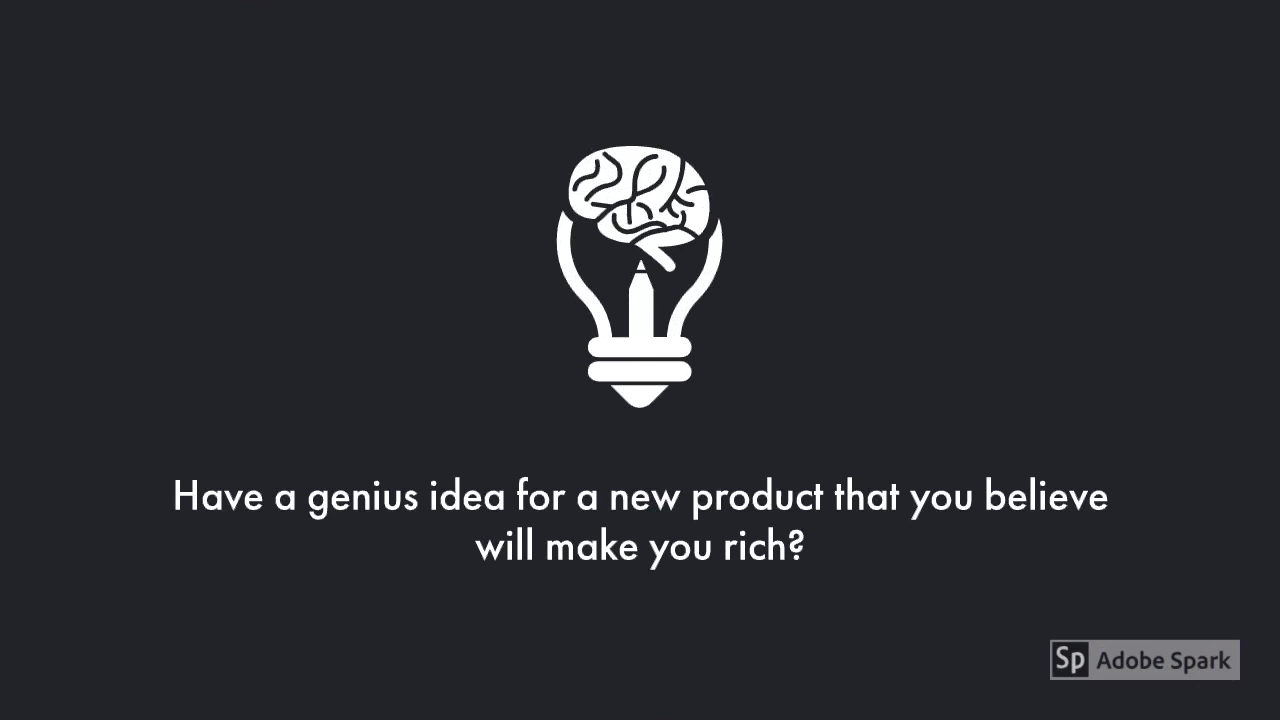 Have a genius idea for a new product that you believe
will make you rich?
Sp Adobe Spark